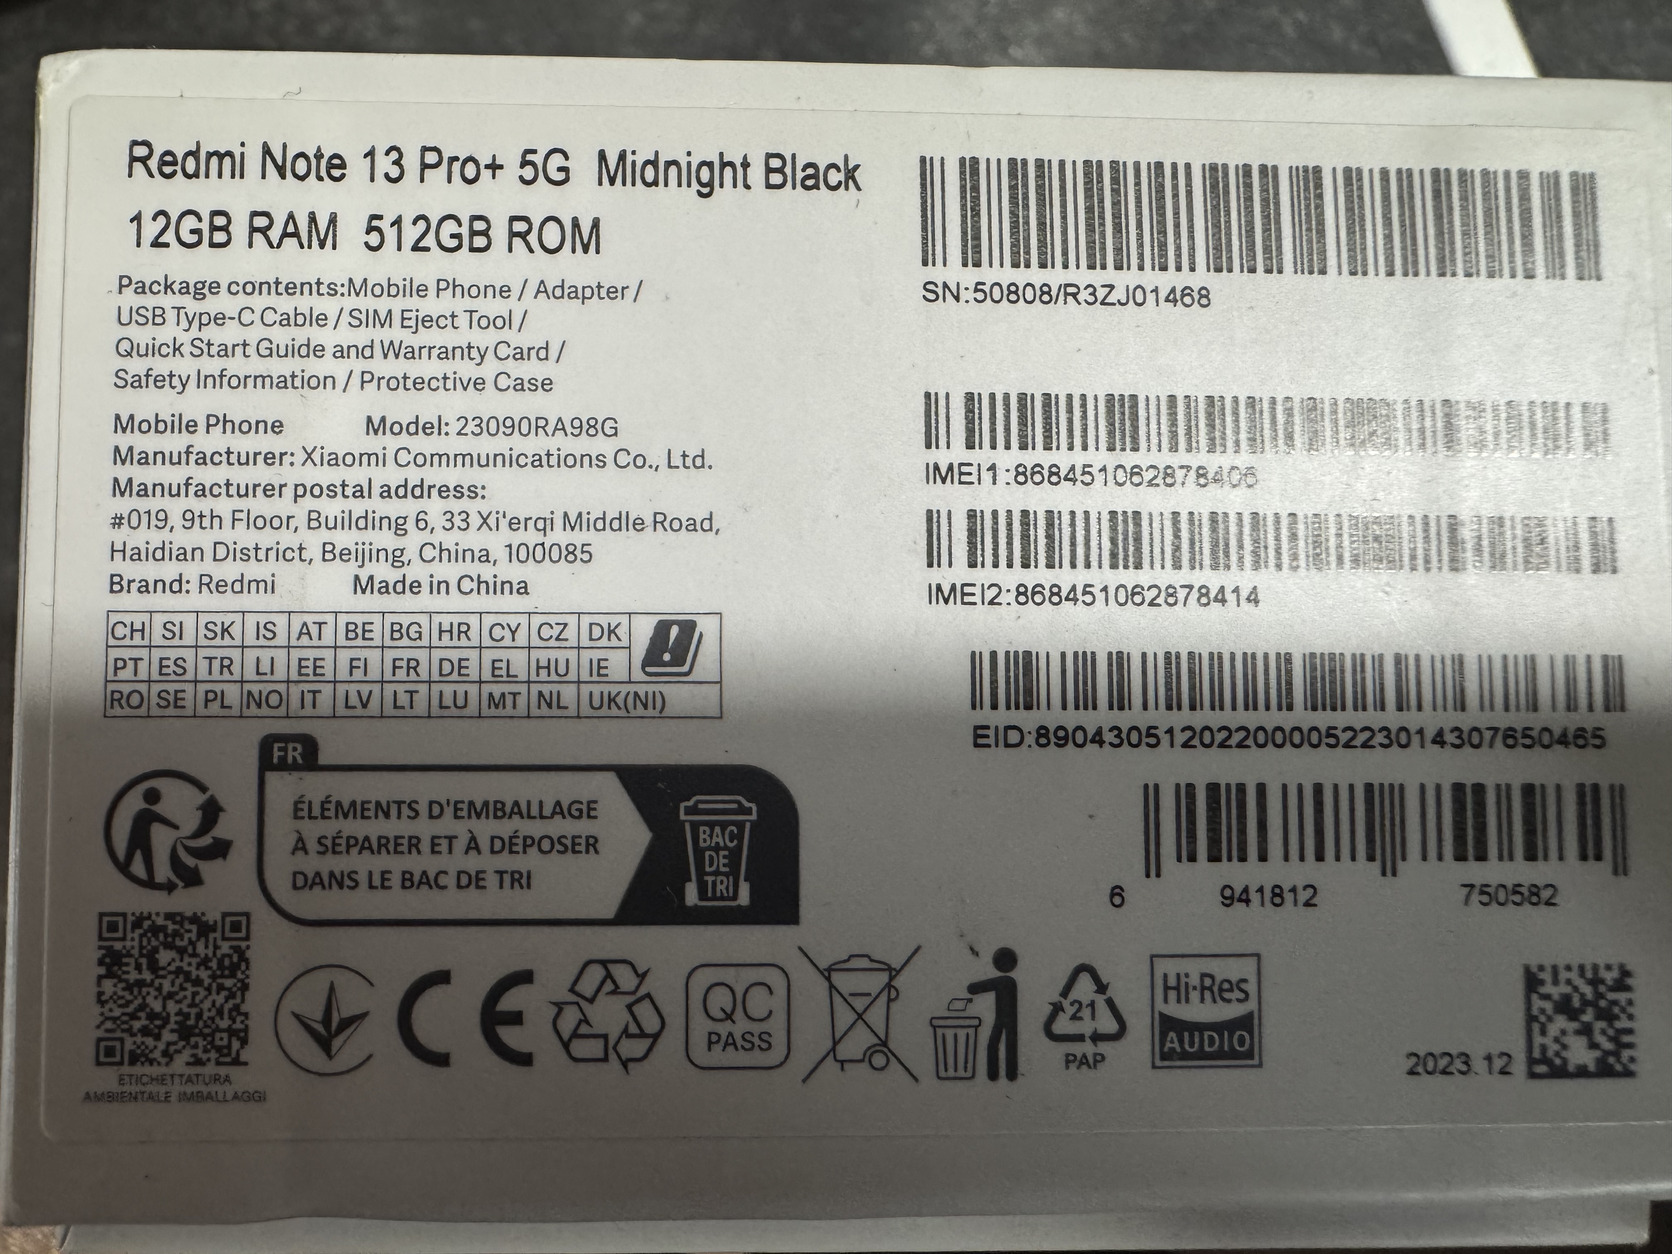 Redmi Note 13 Pro+ 5G Midnight Black
12GB RAM 512GB ROM
Package contents:Mobile Phone / Adapter /
USB Type-C Cable / SIM Eject Tool /
Quick Start Guide and Warranty Card /
Safety Information / Protective Case
Mobile Phone Model: 23090RA98G
Manufacturer: Xiaomi Communications Co., Ltd.
Manufacturer postal address:
#019, 9th Floor, Building 6, 33 Xi'erqi Middle Road,
Haidian District, Beijing, China, 100085
Brand: Redmi Made in China
CH SI SK IS AT BE BG HR CY CZ DK
PT ES TR LI EE FI FR DE EL HU IE
RO SE PL NO IT LV LT LU MT NL UK(NI)
SN:50808/R3ZJ01468
IMEI1:868451062878406
IMEI2:868451062878414
EID:89043051202200005223014307650465
6 941812 750582
FR
ÉLÉMENTS D'EMBALLAGE
À SÉPARER ET À DÉPOSER
DANS LE BAC DE TRI
BAC
DE
TRI
ETICHETTATURA
AMBIENTALE IMBALLAGGI
CE
QC
PASS
21
PAP
Hi-Res
AUDIO
2023.12